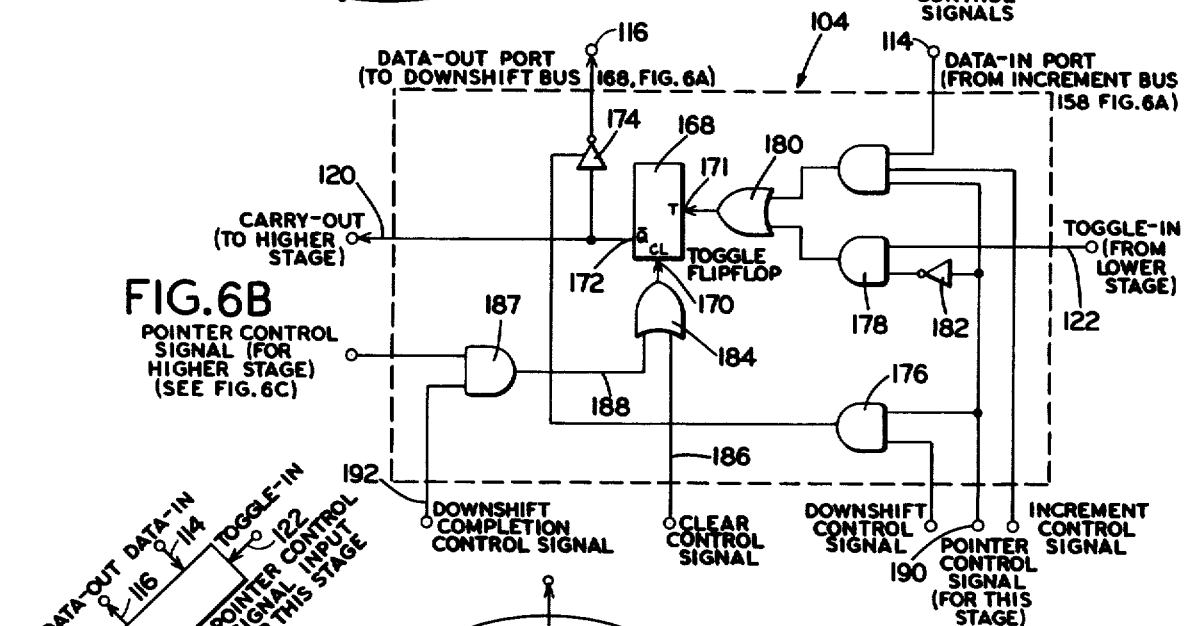 CONTROL
SIGNALS
116
104
114
DATA-OUT PORT
(TO DOWNSHIFT BUS 168, FIG. 6A)
DATA-IN PORT
(FROM INCREMENT BUS
158 FIG. 6A)
174
168
180
171
120
T
CARRY-OUT
(TO HIGHER
STAGE)
Q̄
CL
TOGGLE
FLIPFLOP
TOGGLE-IN
(FROM
LOWER
STAGE)
172
170
178
182
122
FIG. 6B
187
184
POINTER CONTROL
SIGNAL (FOR
HIGHER STAGE)
(SEE FIG. 6C)
176
188
186
192
DOWNSHIFT
COMPLETION
CONTROL SIGNAL
CLEAR
CONTROL
SIGNAL
DOWNSHIFT
CONTROL
SIGNAL
INCREMENT
CONTROL
SIGNAL
190
POINTER
CONTROL
SIGNAL
(FOR THIS
STAGE)
DATA-OUT
116
DATA-IN
114
TOGGLE-IN
122
POINTER CONTROL
SIGNAL INPUT
THIS STAGE